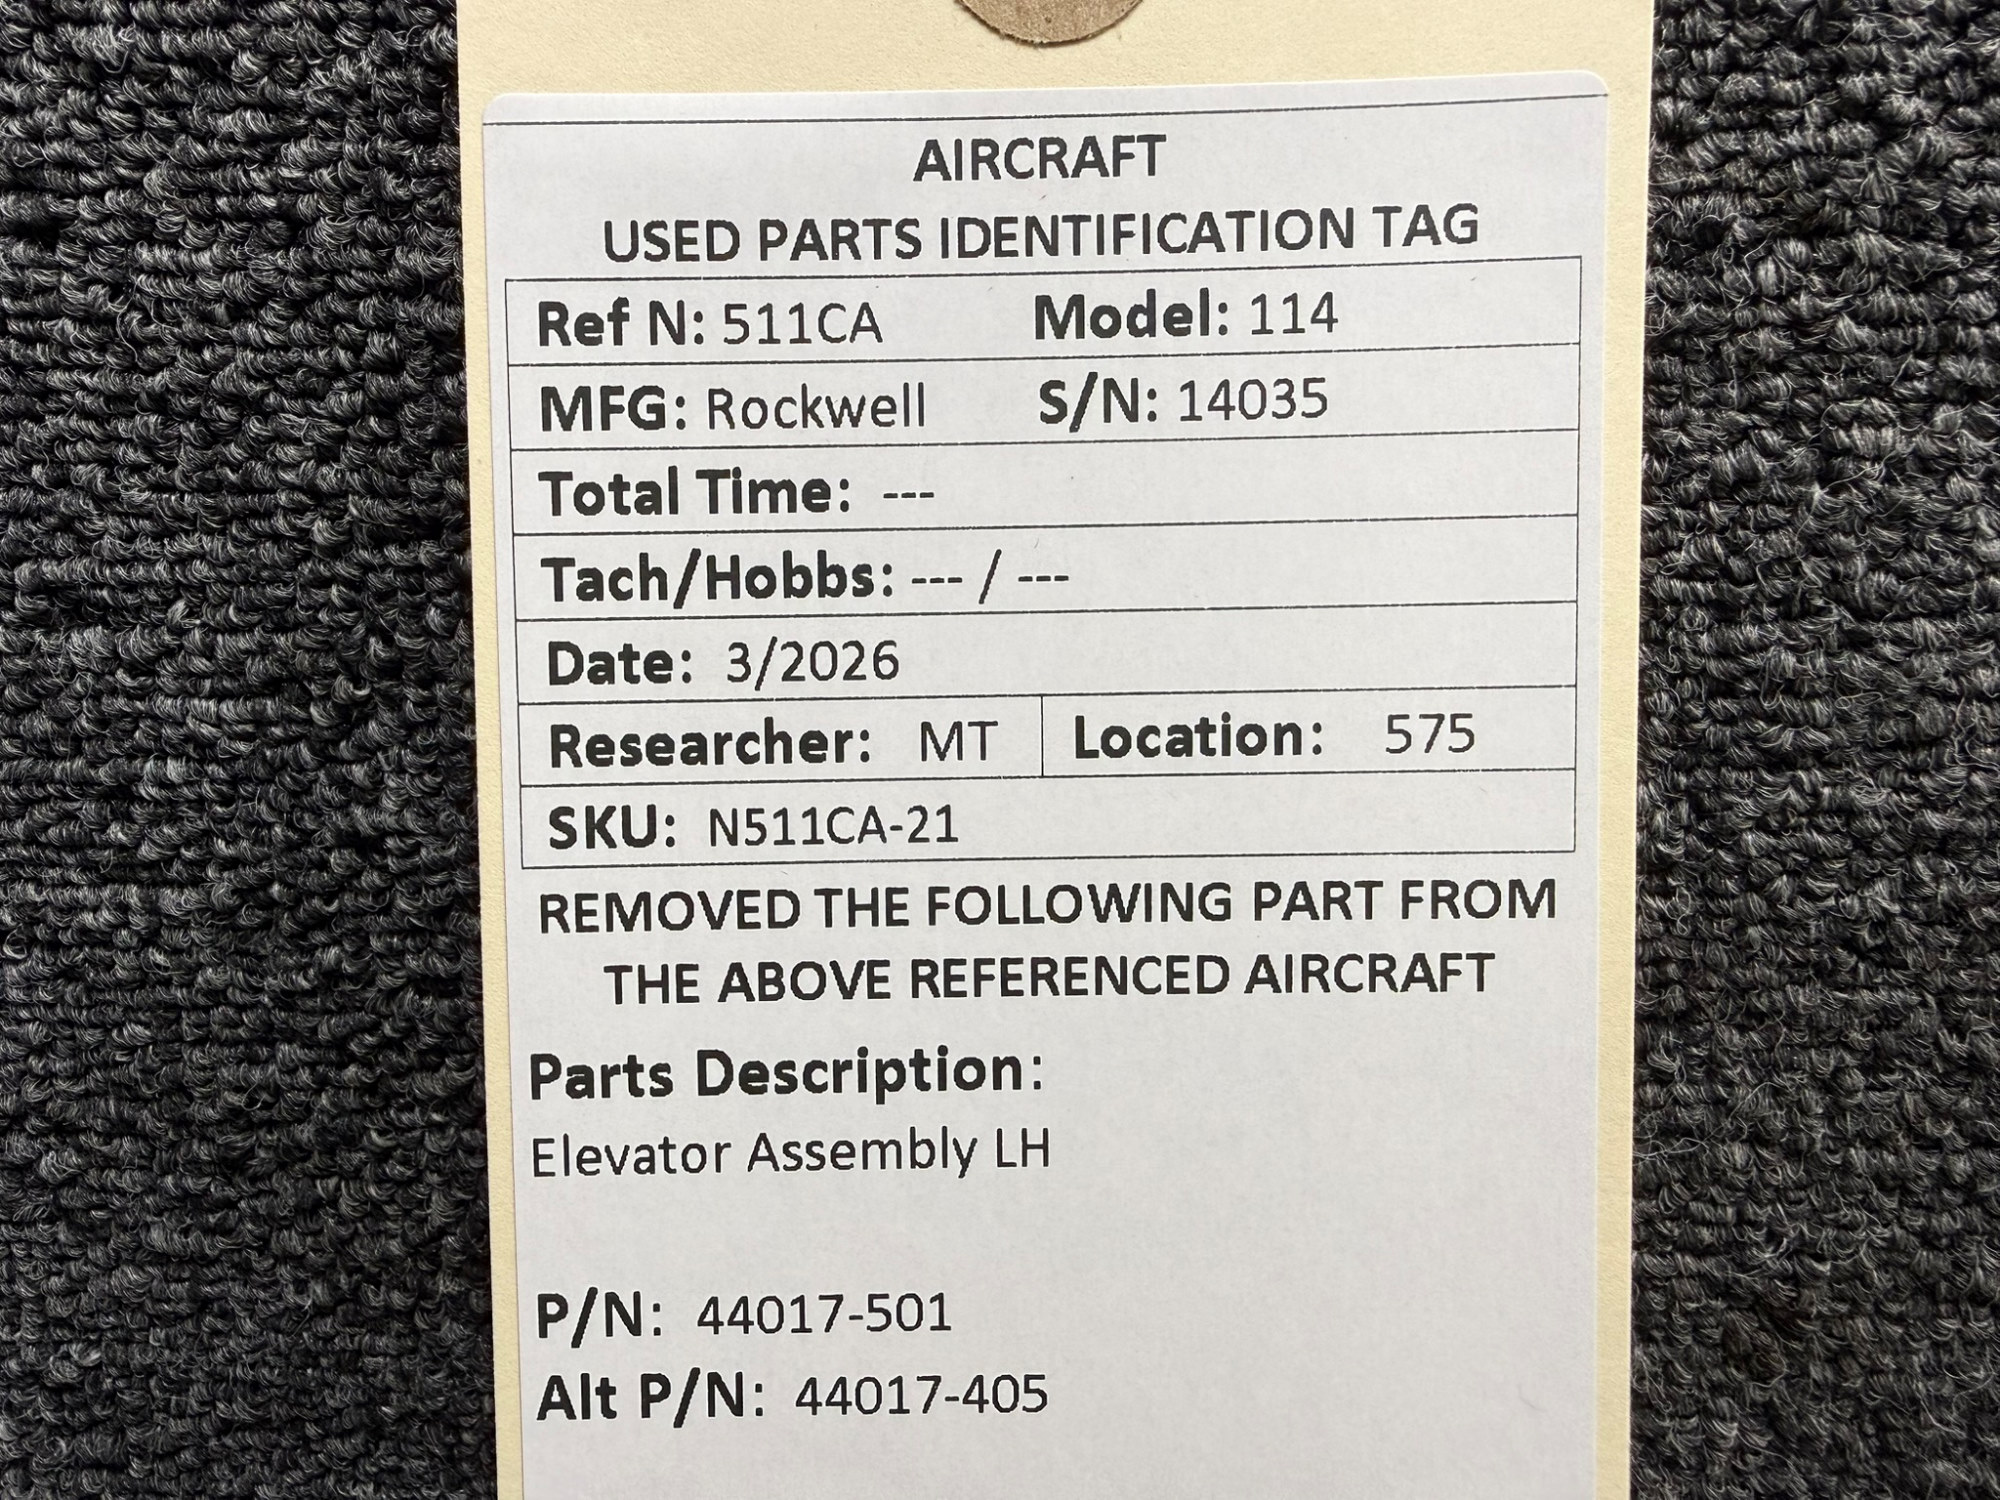 AIRCRAFT
USED PARTS IDENTIFICATION TAG
Ref N: 511CA Model: 114
MFG: Rockwell S/N: 14035
Total Time: ---
Tach/Hobbs: --- / ---
Date: 3/2026
Researcher: MT Location: 575
SKU: N511CA-21
REMOVED THE FOLLOWING PART FROM
THE ABOVE REFERENCED AIRCRAFT
Parts Description:
Elevator Assembly LH
P/N: 44017-501
Alt P/N: 44017-405